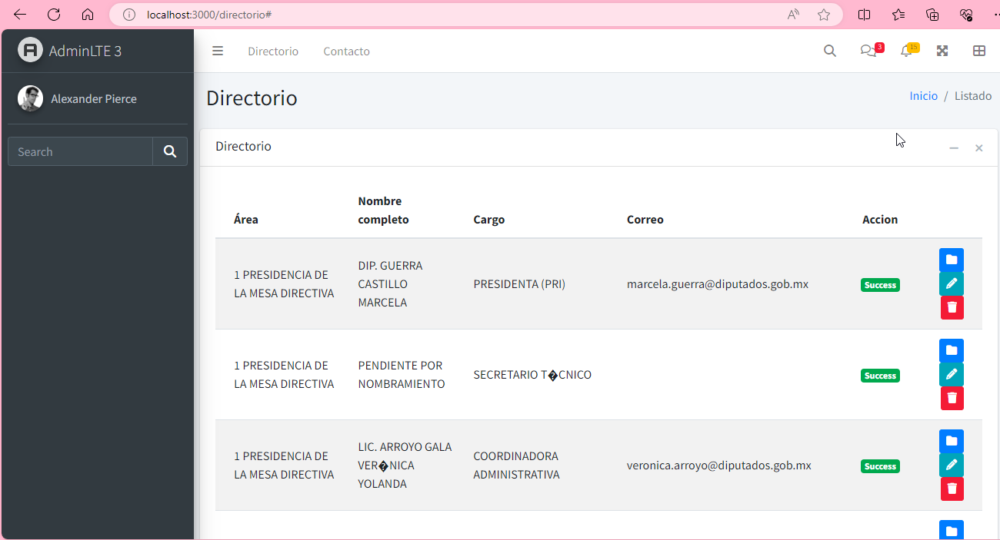 localhost:3000/directorio#
AdminLTE 3
Directorio
Contacto
3
15
Alexander Pierce
Directorio
Inicio / Listado
Search
Directorio
Área
Nombre
completo
Cargo
Correo
Accion
1 PRESIDENCIA DE
LA MESA DIRECTIVA
DIP. GUERRA
CASTILLO
MARCELA
PRESIDENTA (PRI)
marcela.guerra@diputados.gob.mx
Success
1 PRESIDENCIA DE
LA MESA DIRECTIVA
PENDIENTE POR
NOMBRAMIENTO
SECRETARIO T�CNICO
Success
1 PRESIDENCIA DE
LA MESA DIRECTIVA
LIC. ARROYO GALA
VER�NICA
YOLANDA
COORDINADORA
ADMINISTRATIVA
veronica.arroyo@diputados.gob.mx
Success